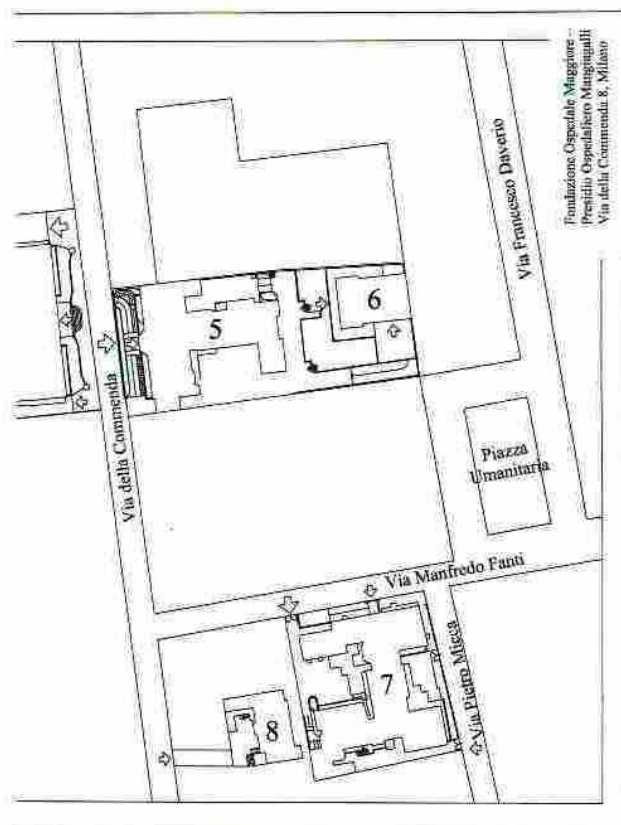 Fondazione Ospedale Maggiore –
Presidio Ospedaliero Mangiagalli
Via della Commenda 8, Milano
Via Francesco Daverio
6
5
Via della Commenda
Piazza
Umanitaria
Via Manfredo Fanti
7
Via Pietro Micca
8